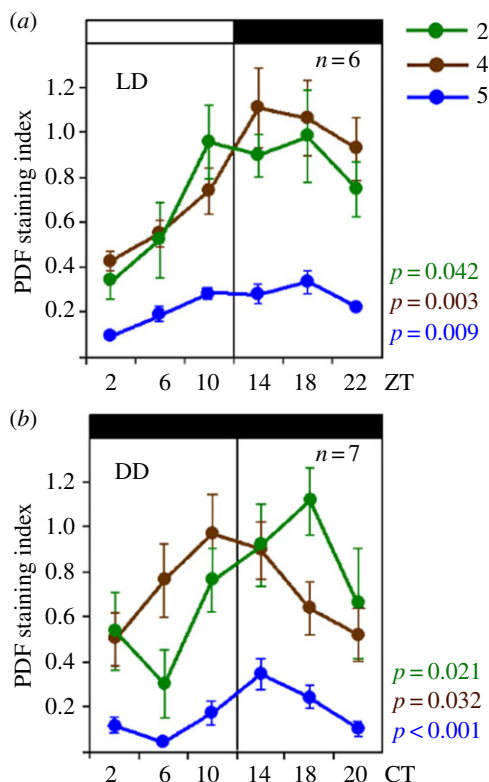 (a)
LD
n=6
2
4
5
PDF staining index
1.2
1.0
0.8
0.6
0.4
0.2
p=0.042
p=0.003
p=0.009
2 6 10 14 18 22 ZT
(b)
DD
n=7
PDF staining index
1.2
1.0
0.8
0.6
0.4
0.2
p=0.021
p=0.032
p<0.001
2 6 10 14 18 20 CT